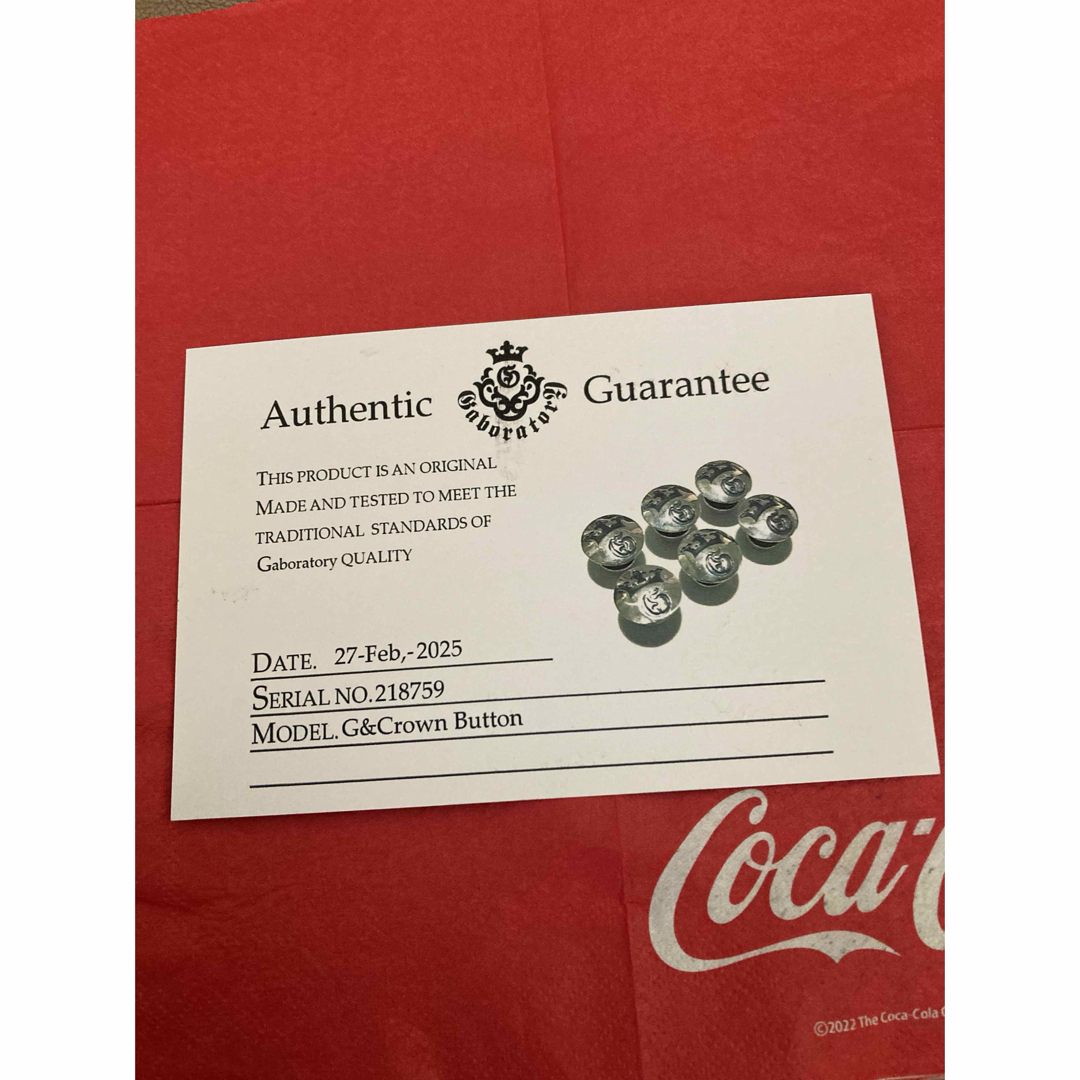 Authentic Guarantee
G
Gaboratory
THIS PRODUCT IS AN ORIGINAL
MADE AND TESTED TO MEET THE
TRADITIONAL STANDARDS OF
Gaboratory QUALITY
DATE. 27-Feb,-2025
SERIAL NO.218759
MODEL.G&Crown Button
Coca-C
©2022 The Coca-Cola